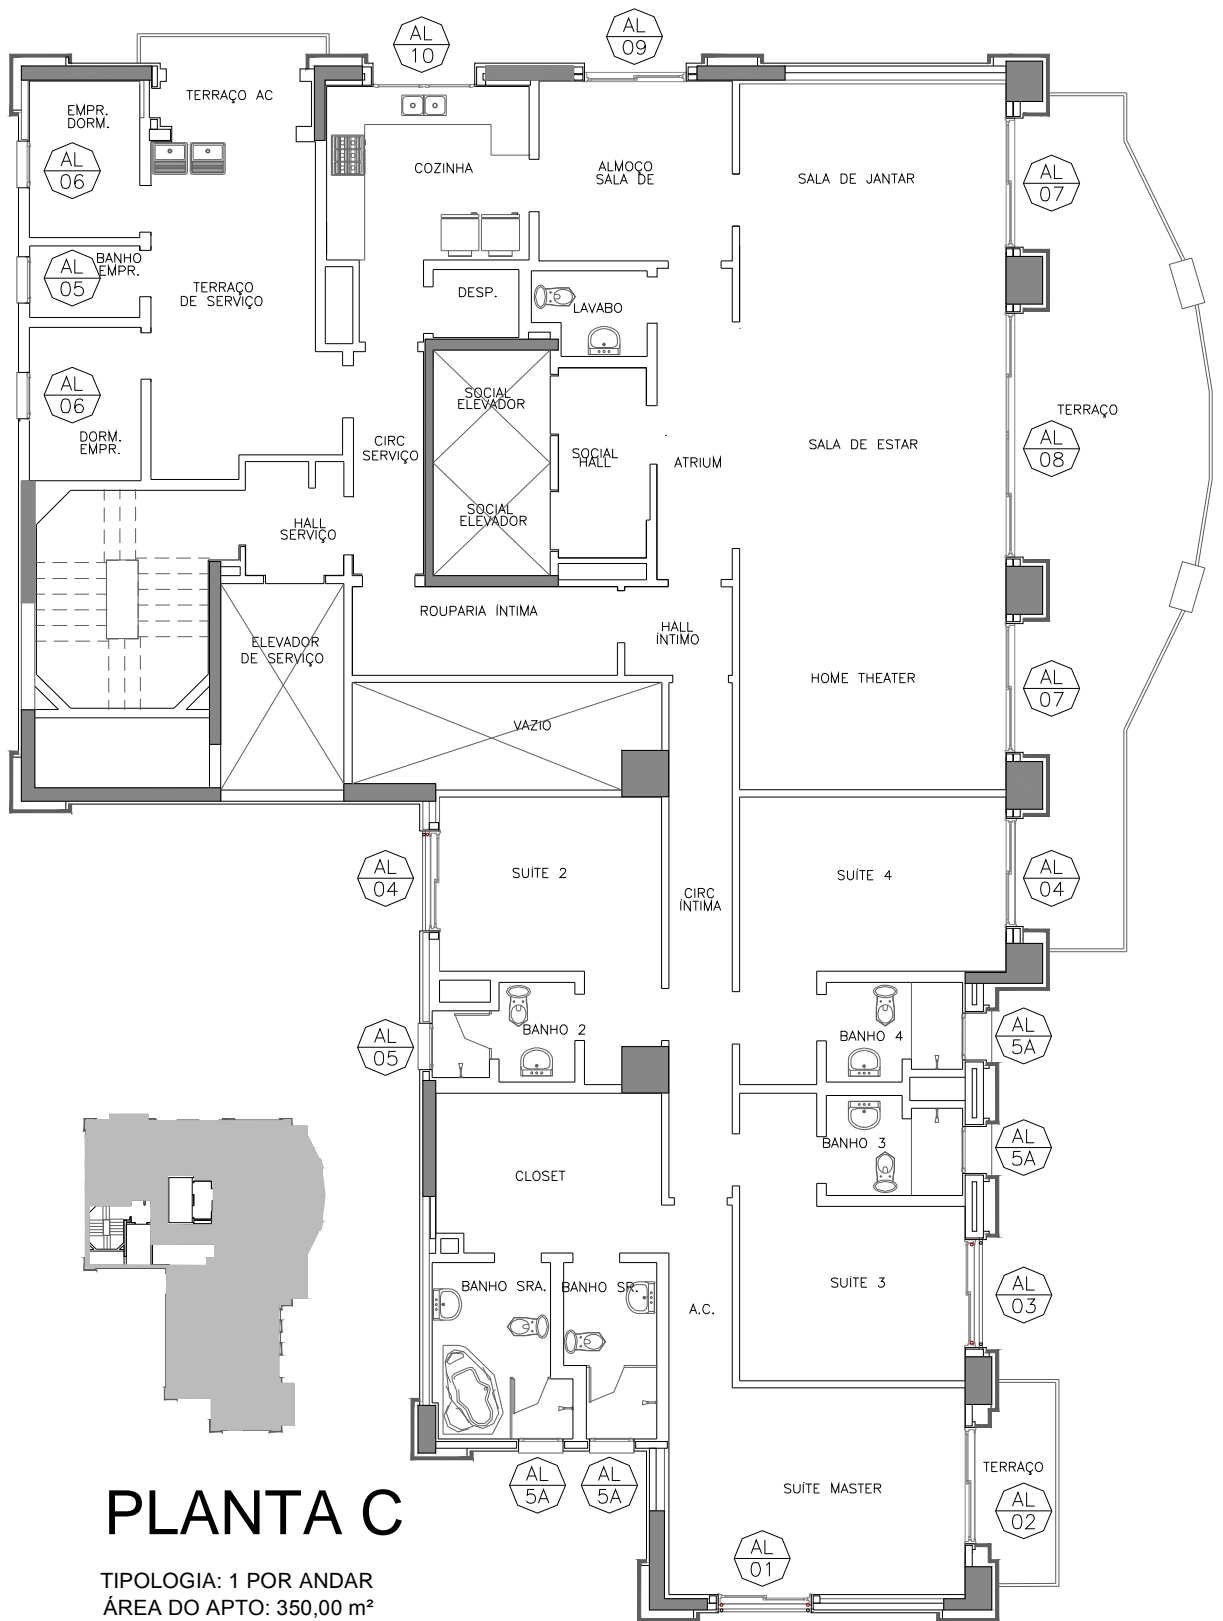 AL
10
AL
09
TERRAÇO AC
EMPR.
DORM.
AL
06
COZINHA
ALMOÇO
SALA DE
SALA DE JANTAR
AL
07
AL
05
BANHO
EMPR.
TERRAÇO
DE SERVIÇO
DESP.
LAVABO
AL
06
DORM.
EMPR.
SOCIAL
ELEVADOR
CIRC
SERVIÇO
SOCIAL
HALL
ATRIUM
SALA DE ESTAR
TERRAÇO
AL
08
SOCIAL
ELEVADOR
HALL
SERVIÇO
ROUPARIA ÍNTIMA
HALL
ÍNTIMO
ELEVADOR
DE SERVIÇO
HOME THEATER
AL
07
VAZIO
AL
04
SUÍTE 2
CIRC
ÍNTIMA
SUÍTE 4
AL
04
AL
05
BANHO 2
BANHO 4
AL
5A
BANHO 3
AL
5A
CLOSET
BANHO SRA.
BANHO SR.
A.C.
SUÍTE 3
AL
03
AL
5A
AL
5A
SUÍTE MASTER
TERRAÇO
AL
02
AL
01
PLANTA C
TIPOLOGIA: 1 POR ANDAR
ÁREA DO APTO: 350,00 m²